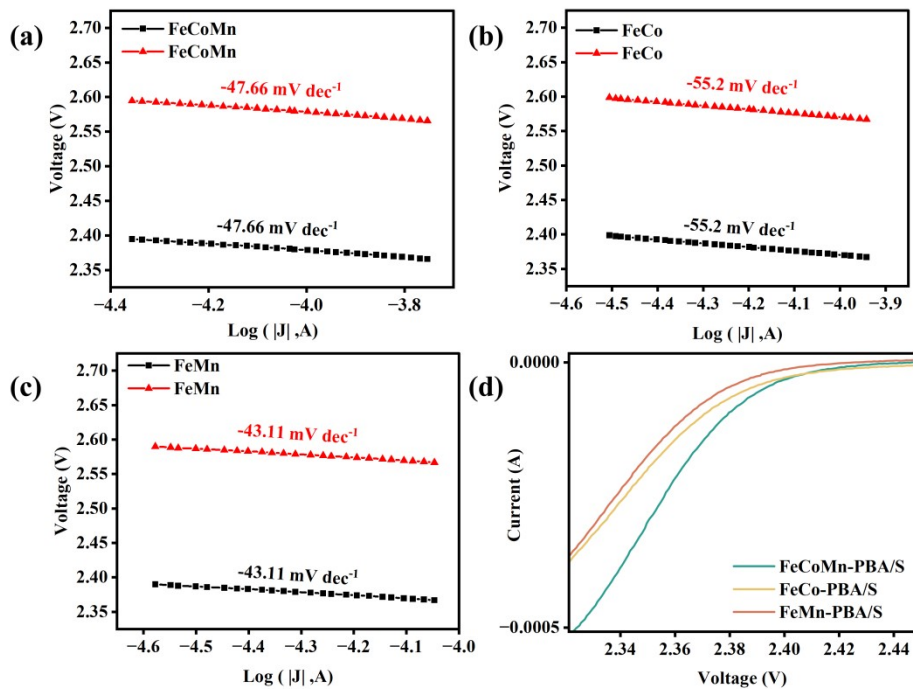 (a)
FeCoMn
FeCoMn
-47.66 mV dec⁻¹
-47.66 mV dec⁻¹
2.70
2.65
2.60
2.55
2.50
2.45
2.40
2.35
Voltage (V)
−4.4
−4.2
−4.0
−3.8
Log ( |J| ,A)
(b)
FeCo
FeCo
-55.2 mV dec⁻¹
-55.2 mV dec⁻¹
2.70
2.65
2.60
2.55
2.50
2.45
2.40
2.35
Voltage (V)
−4.6
−4.5
−4.4
−4.3
−4.2
−4.1
−4.0
−3.9
Log ( |J| ,A)
(c)
FeMn
FeMn
-43.11 mV dec⁻¹
-43.11 mV dec⁻¹
2.70
2.65
2.60
2.55
2.50
2.45
2.40
2.35
Voltage (V)
−4.6
−4.5
−4.4
−4.3
−4.2
−4.1
−4.0
Log ( |J| ,A)
(d)
0.0000
−0.0005
Current (A)
FeCoMn-PBA/S
FeCo-PBA/S
FeMn-PBA/S
2.34
2.36
2.38
2.40
2.42
2.44
Voltage (V)